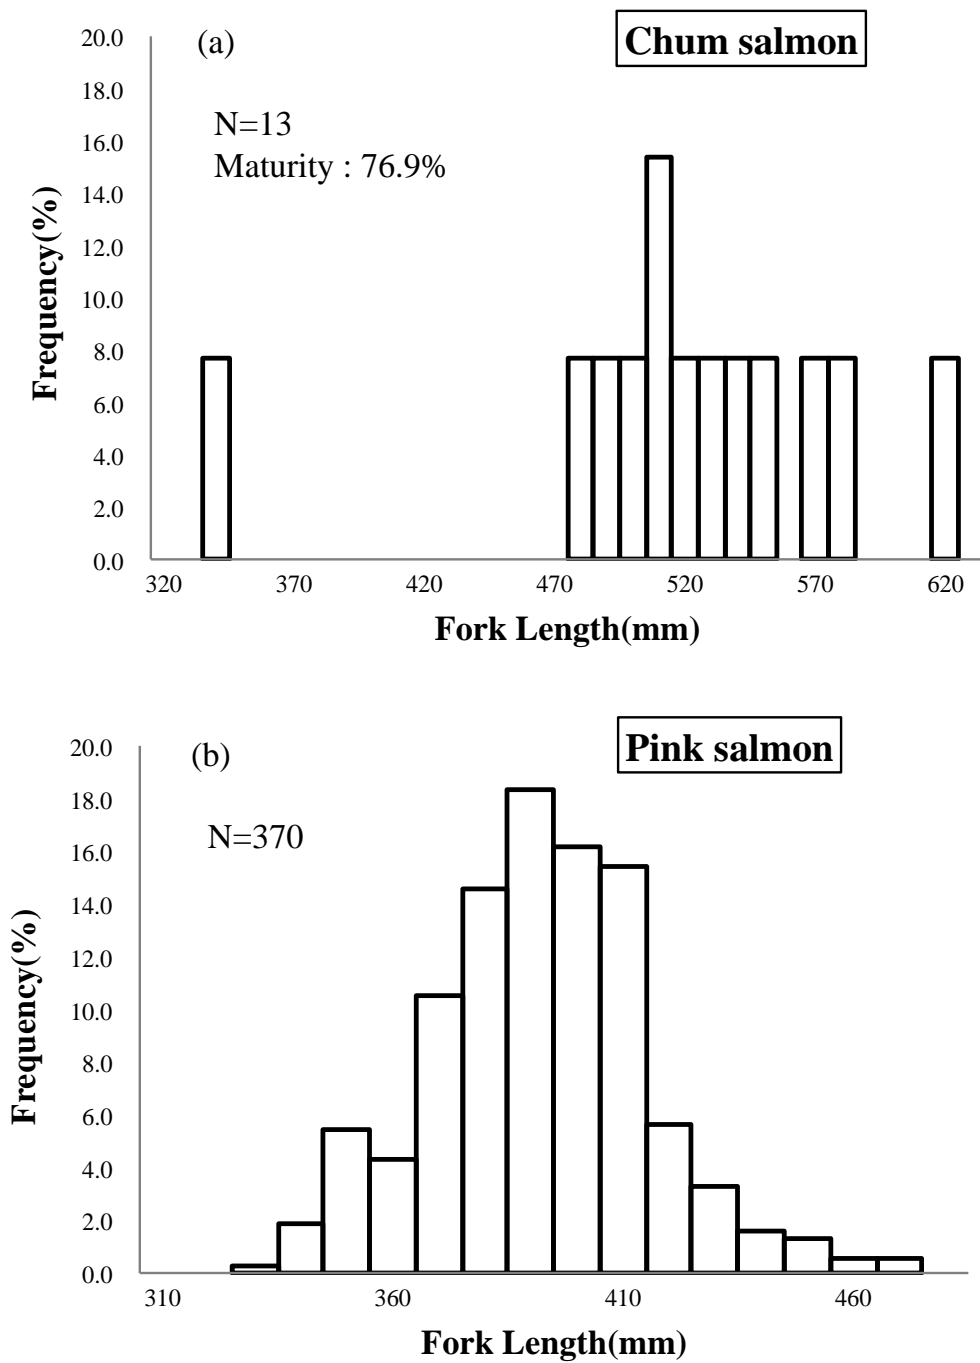 (a)
Chum salmon
N=13
Maturity : 76.9%
20.0
18.0
16.0
14.0
12.0
10.0
8.0
6.0
4.0
2.0
0.0
Frequency(%)
320 370 420 470 520 570 620
Fork Length(mm)
(b)
Pink salmon
N=370
20.0
18.0
16.0
14.0
12.0
10.0
8.0
6.0
4.0
2.0
0.0
Frequency(%)
310 360 410 460
Fork Length(mm)